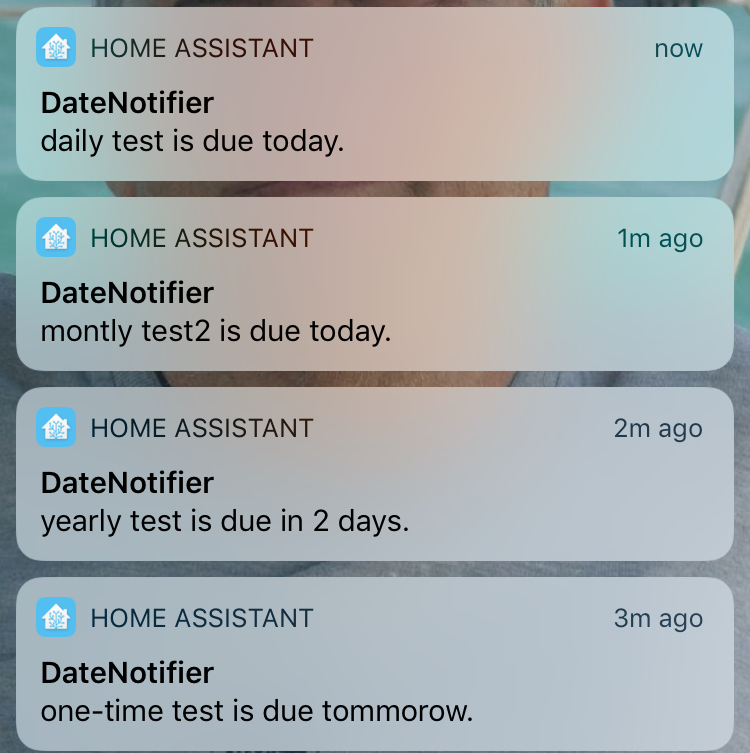 HOME ASSISTANT now
DateNotifier
daily test is due today.
HOME ASSISTANT 1m ago
DateNotifier
montly test2 is due today.
HOME ASSISTANT 2m ago
DateNotifier
yearly test is due in 2 days.
HOME ASSISTANT 3m ago
DateNotifier
one-time test is due tommorow.